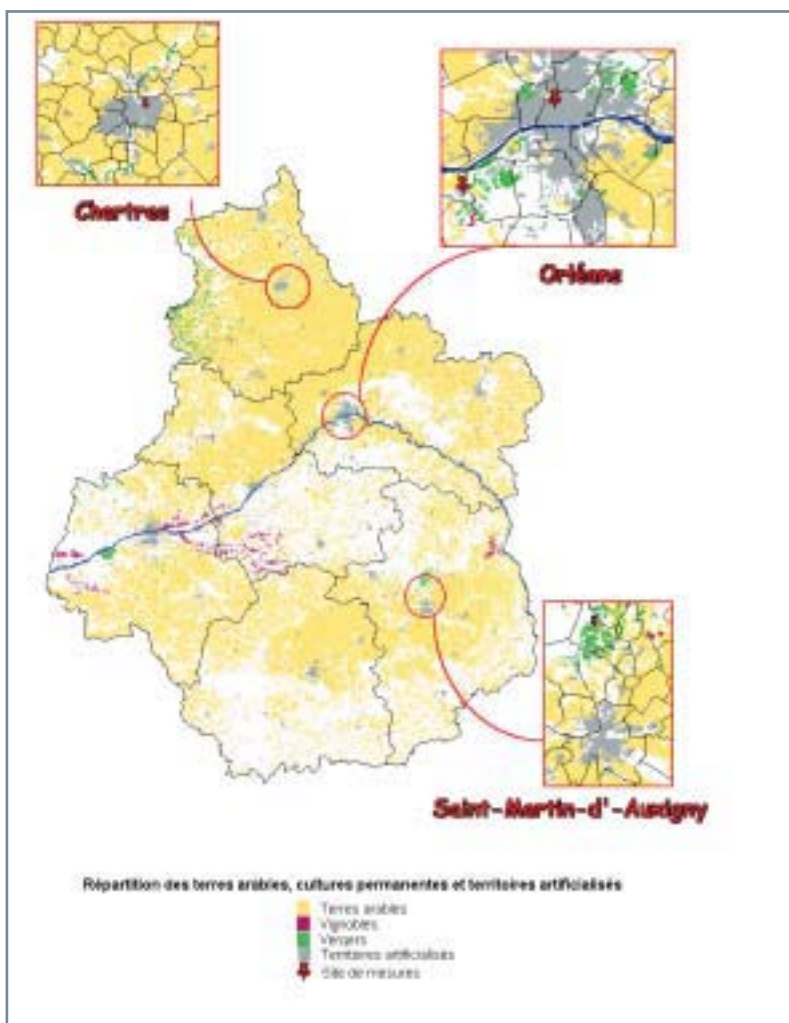 Chartres
Orléans
Saint-Martin-d'-Auxigny
Répartition des terres arables, cultures permanentes et territoires artificialisés
Terres arables
Vignobles
Vergers
Territoires artificialisés
Site de mesures